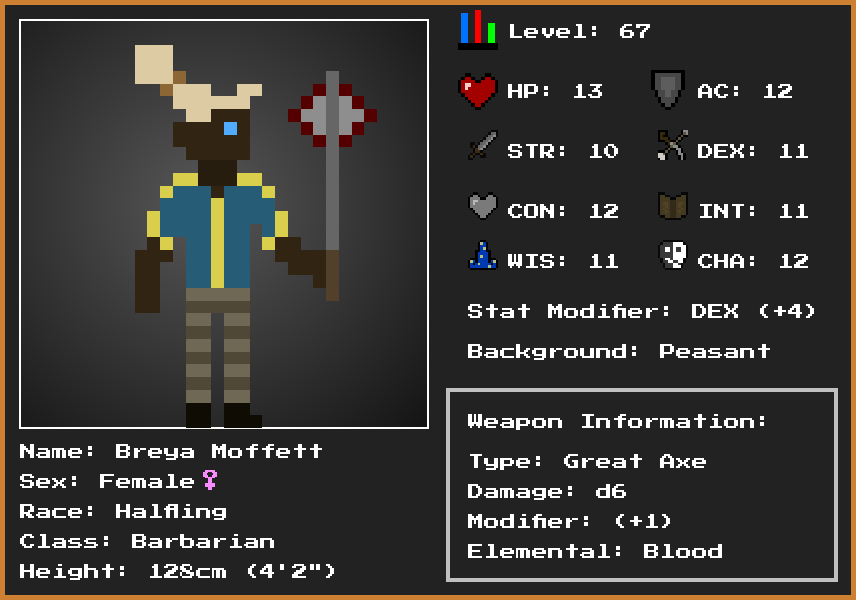 Level: 67
HP: 13 AC: 12
STR: 10 DEX: 11
CON: 12 INT: 11
WIS: 11 CHA: 12
Stat Modifier: DEX (+4)
Background: Peasant
Weapon Information:
Type: Great Axe
Damage: d6
Modifier: (+1)
Elemental: Blood
Name: Breya Moffett
Sex: Female♀
Race: Halfling
Class: Barbarian
Height: 128cm (4'2")